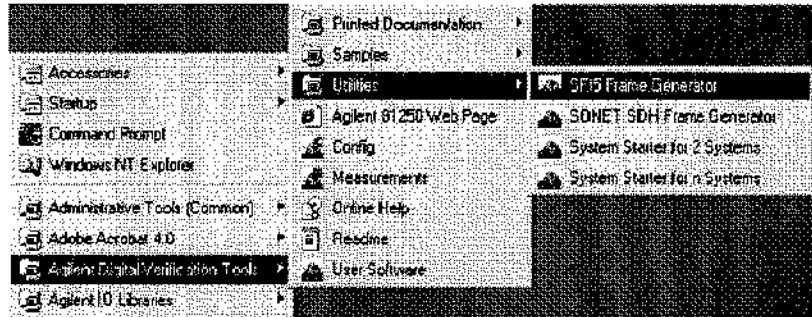 Accessories
Startup
Command Prompt
Windows NT Explorer
Administrative Tools (Common)
Adobe Acrobat 4.0
Agilent Digital Verification Tools
Agilent IO Libraries
Printed Documentation
Samples
Utilities
Agilent 81250 Web Page
Config
Measurements
Online Help
Readme
User Software
SFI5 Frame Generator
SONET SDH Frame Generator
System Starter for 2 Systems
System Starter for n Systems